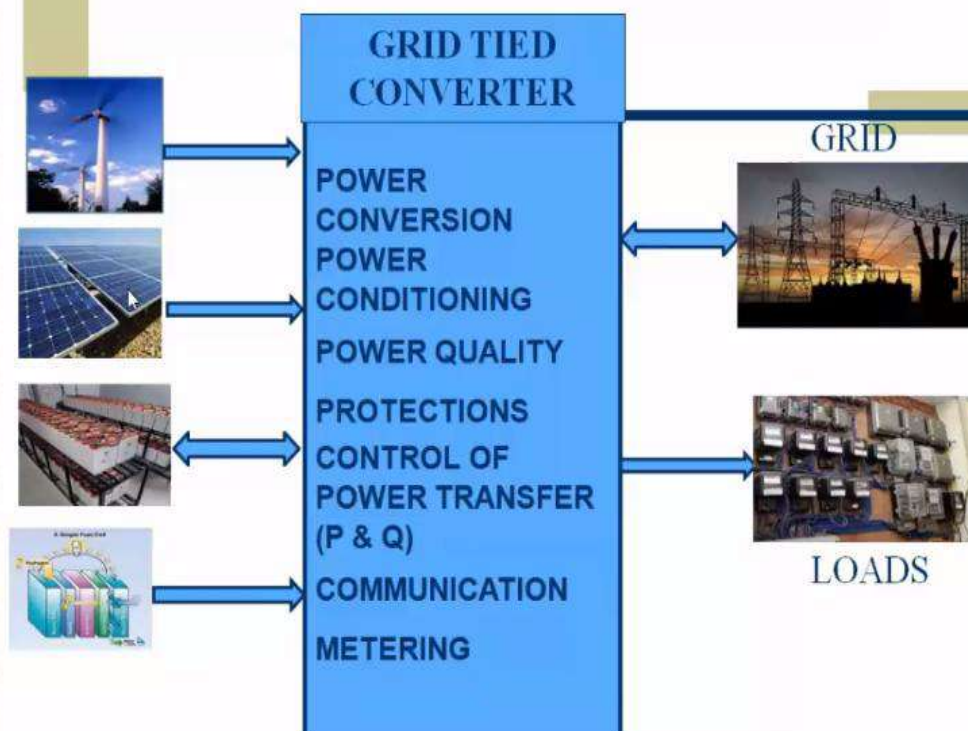 GRID TIED
CONVERTER
POWER
CONVERSION
POWER
CONDITIONING
POWER QUALITY
PROTECTIONS
CONTROL OF
POWER TRANSFER
(P & Q)
COMMUNICATION
METERING
GRID
LOADS